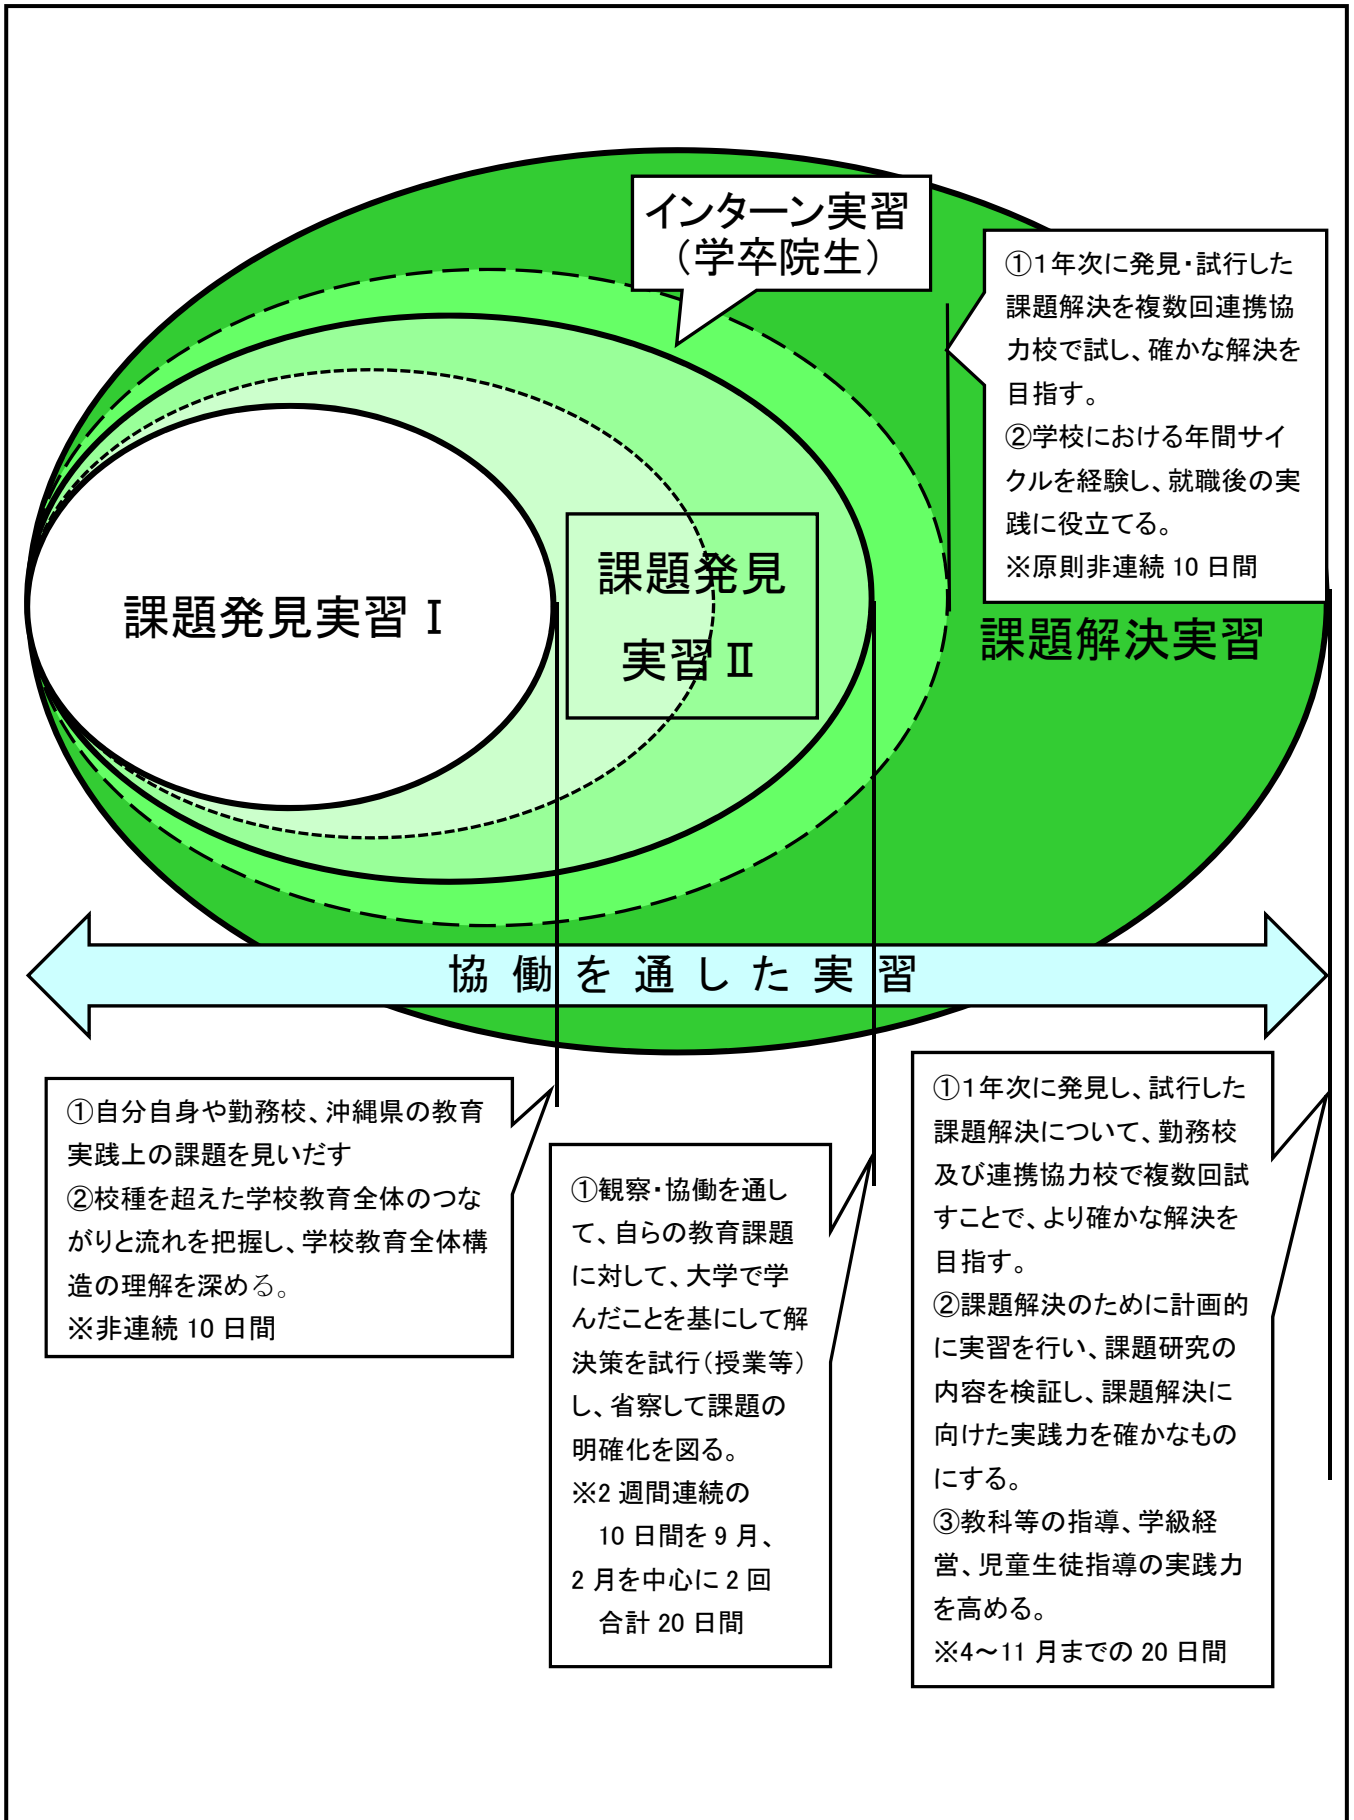 インターン実習
（学卒院生）
①１年次に発見・試行した
課題解決を複数回連携協
力校で試し、確かな解決を
目指す。
②学校における年間サイ
クルを経験し、就職後の実
践に役立てる。
※原則非連続 10 日間
課題発見
実習Ⅱ
課題発見実習Ⅰ
課題解決実習
協働を通した実習
①自分自身や勤務校、沖縄県の教育
実践上の課題を見いだす
②校種を超えた学校教育全体のつな
がりと流れを把握し、学校教育全体構
造の理解を深める。
※非連続 10 日間
①観察・協働を通し
て、自らの教育課題
に対して、大学で学
んだことを基にして解
決策を試行（授業等）
し、省察して課題の
明確化を図る。
※2 週間連続の
10 日間を 9 月、
2 月を中心に 2 回
合計 20 日間
①１年次に発見し、試行した
課題解決について、勤務校
及び連携協力校で複数回試
すことで、より確かな解決を
目指す。
②課題解決のために計画的
に実習を行い、課題研究の
内容を検証し、課題解決に
向けた実践力を確かなもの
にする。
③教科等の指導、学級経
営、児童生徒指導の実践力
を高める。
※4～11 月までの 20 日間